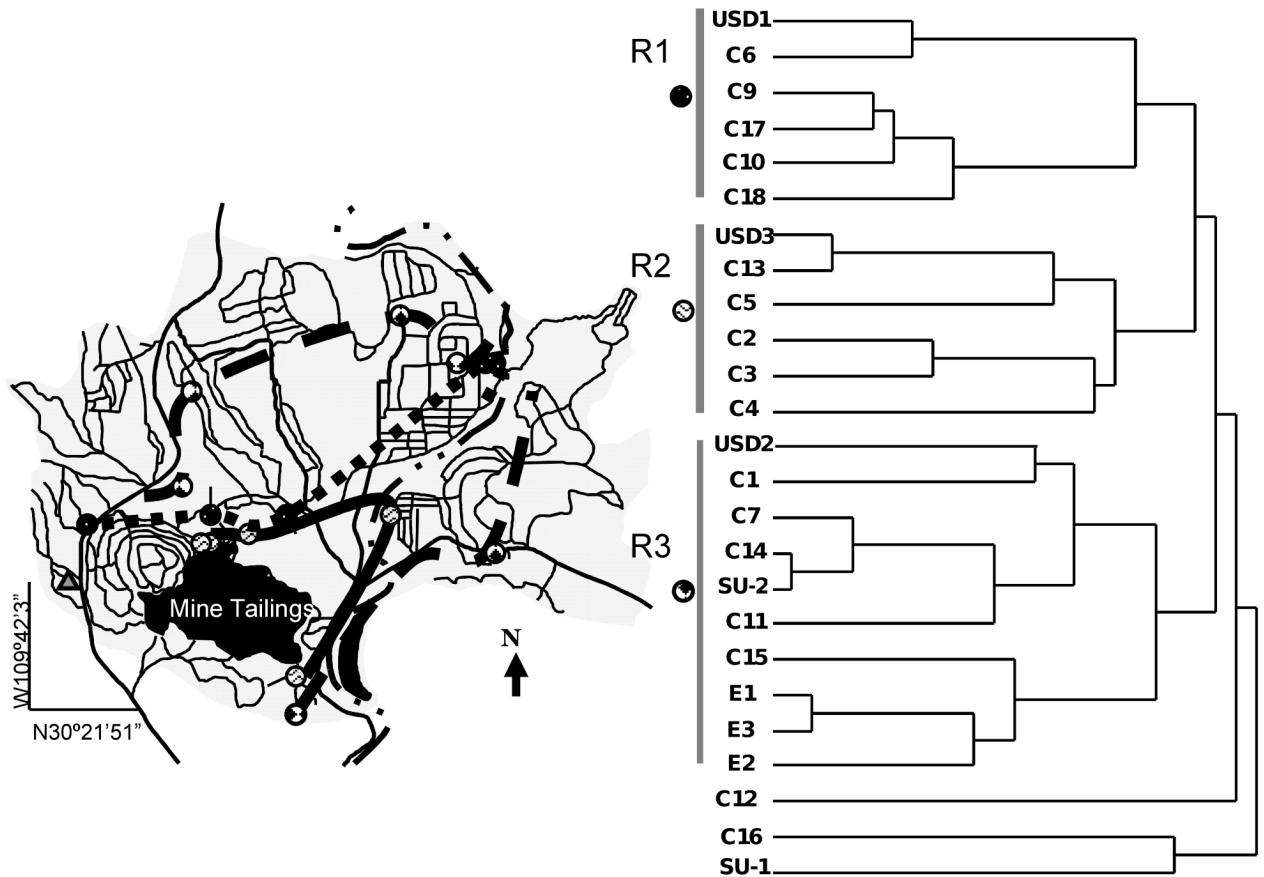 Mine Tailings
W109º42'3"
N30º21'51"
N
R1
USD1
C6
C9
C17
C10
C18
R2
USD3
C13
C5
C2
C3
C4
R3
USD2
C1
C7
C14
SU-2
C11
C15
E1
E3
E2
C12
C16
SU-1